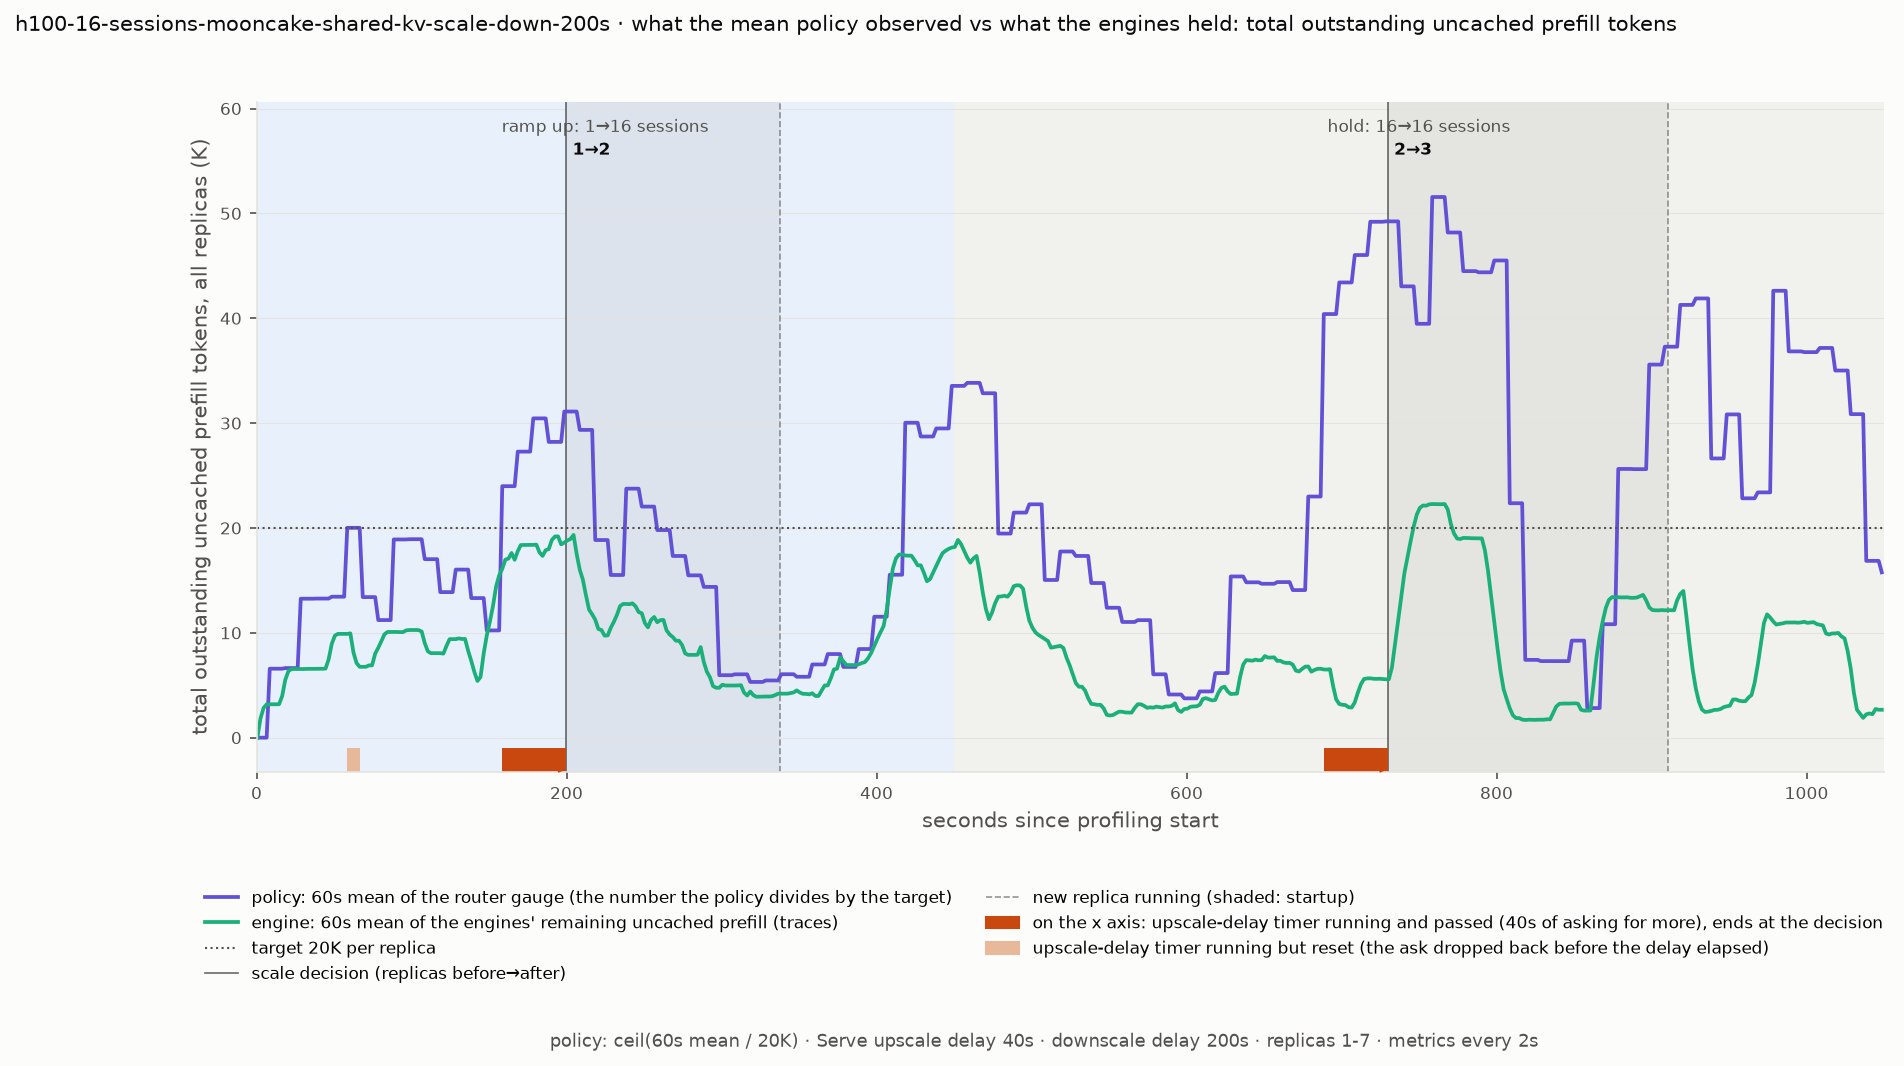 h100-16-sessions-mooncake-shared-kv-scale-down-200s · what the mean policy observed vs what the engines held: total outstanding uncached prefill tokens
total outstanding uncached prefill tokens, all replicas (K)
60
50
40
30
20
10
0
ramp up: 1→16 sessions
1→2
hold: 16→16 sessions
2→3
0
200
400
600
800
1000
seconds since profiling start
policy: 60s mean of the router gauge (the number the policy divides by the target)
engine: 60s mean of the engines' remaining uncached prefill (traces)
target 20K per replica
scale decision (replicas before→after)
new replica running (shaded: startup)
on the x axis: upscale-delay timer running and passed (40s of asking for more), ends at the decision
upscale-delay timer running but reset (the ask dropped back before the delay elapsed)
policy: ceil(60s mean / 20K) · Serve upscale delay 40s · downscale delay 200s · replicas 1-7 · metrics every 2s